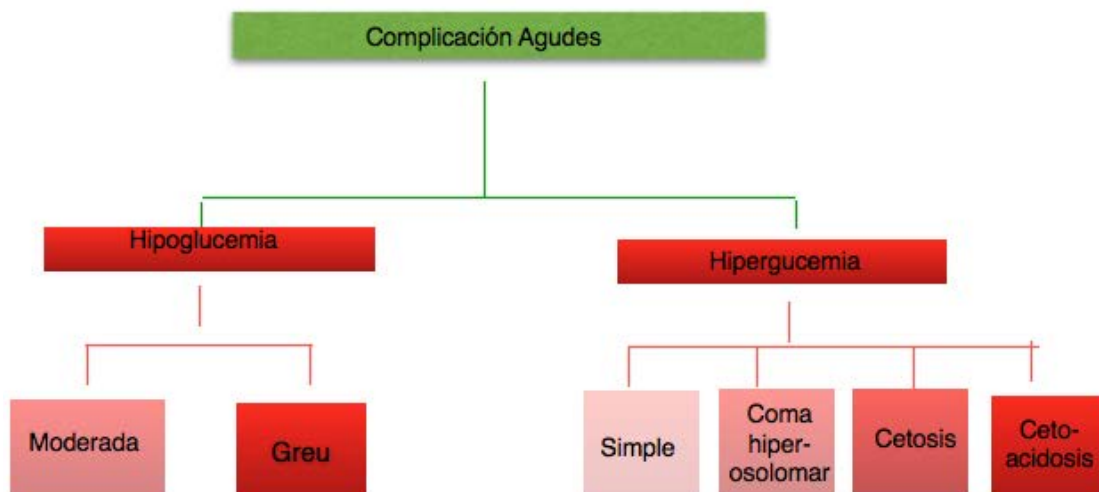 Complicación Agudes
Hipoglucemia
Hipergucemia
Moderada
Greu
Simple
Coma
hiper-
osolomar
Cetosis
Ceto-
acidosis